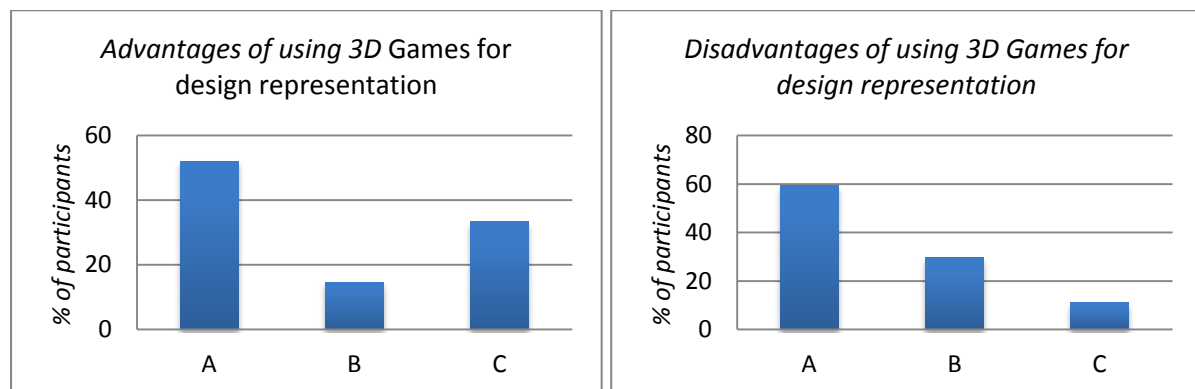 Advantages of using 3D Games for
design representation
% of participants
60
40
20
0
A B C
Disadvantages of using 3D Games for
design representation
% of participants
80
60
40
20
0
A B C